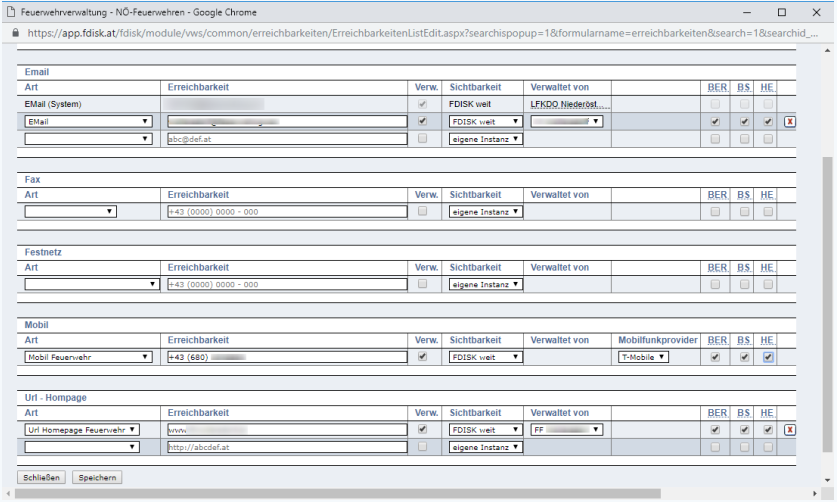 Feuerwehrverwaltung - NÖ-Feuerwehren - Google Chrome
https://app.fdisk.at/fdisk/module/vws/common/erreichbarkeiten/ErreichbarkeitenListEdit.aspx?searchispopup=1&formularname=erreichbarkeiten&search=1&searchid_...
Email
Art Erreichbarkeit Verw. Sichtbarkeit Verwaltet von BER BS HE
EMail (System) FDISK weit LFKDO Niederöst...
EMail FDISK weit X
abc@def.at eigene Instanz
Fax
Art Erreichbarkeit Verw. Sichtbarkeit Verwaltet von BER BS HE
+43 (0000) 0000 - 000 eigene Instanz
Festnetz
Art Erreichbarkeit Verw. Sichtbarkeit Verwaltet von BER BS HE
+43 (0000) 0000 - 000 eigene Instanz
Mobil
Art Erreichbarkeit Verw. Sichtbarkeit Verwaltet von Mobilfunkprovider BER BS HE
Mobil Feuerwehr +43 (680) FDISK weit T-Mobile
Url - Hompage
Art Erreichbarkeit Verw. Sichtbarkeit Verwaltet von BER BS HE
Url Homepage Feuerwehr www FDISK weit FF X
http://abcdef.at eigene Instanz
Schließen Speichern